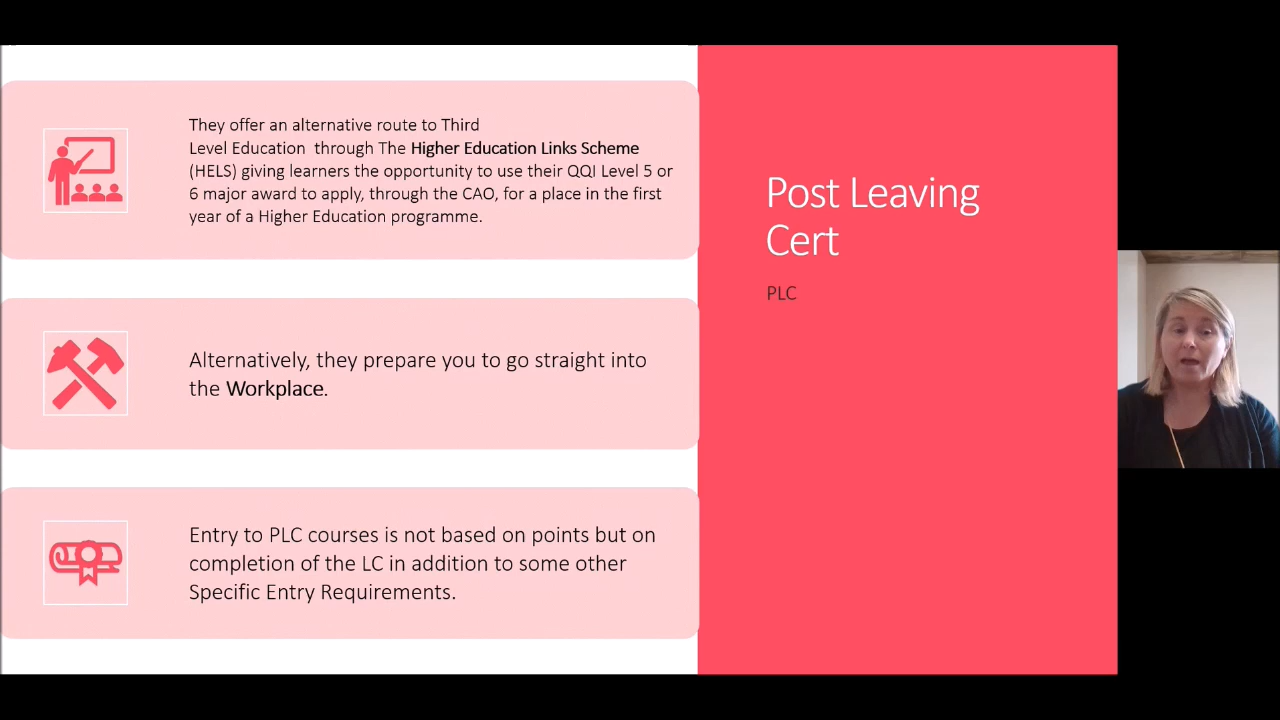 They offer an alternative route to Third
Level Education through The Higher Education Links Scheme
(HELS) giving learners the opportunity to use their QQI Level 5 or
6 major award to apply, through the CAO, for a place in the first
year of a Higher Education programme.
Alternatively, they prepare you to go straight into
the Workplace.
Entry to PLC courses is not based on points but on
completion of the LC in addition to some other
Specific Entry Requirements.
Post Leaving
Cert
PLC